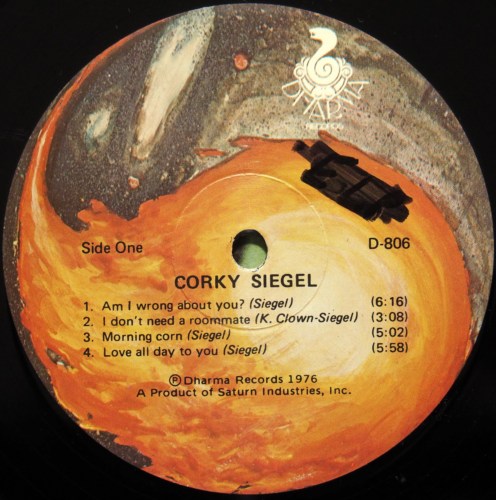 DHARMA
RECORDS
Side One
D-806
CORKY SIEGEL
1. Am I wrong about you? (Siegel) (6:16)
2. I don't need a roommate (K. Clown-Siegel) (3:08)
3. Morning corn (Siegel) (5:02)
4. Love all day to you (Siegel) (5:58)
℗Dharma Records 1976
A Product of Saturn Industries, Inc.